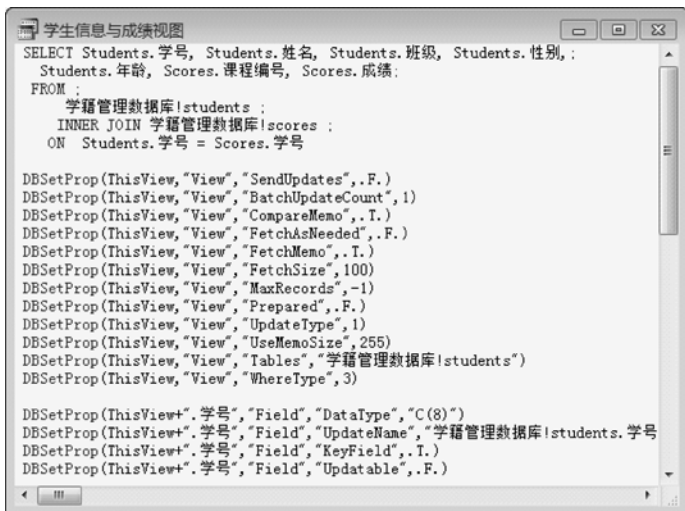 学生信息与成绩视图
SELECT Students.学号, Students.姓名, Students.班级, Students.性别,;
Students.年龄, Scores.课程编号, Scores.成绩;
FROM ;
学籍管理数据库!students ;
INNER JOIN 学籍管理数据库!scores ;
ON Students.学号 = Scores.学号
DBSetProp(ThisView,"View","SendUpdates",.F.)
DBSetProp(ThisView,"View","BatchUpdateCount",1)
DBSetProp(ThisView,"View","CompareMemo",.T.)
DBSetProp(ThisView,"View","FetchAsNeeded",.F.)
DBSetProp(ThisView,"View","FetchMemo",.T.)
DBSetProp(ThisView,"View","FetchSize",100)
DBSetProp(ThisView,"View","MaxRecords",-1)
DBSetProp(ThisView,"View","Prepared",.F.)
DBSetProp(ThisView,"View","UpdateType",1)
DBSetProp(ThisView,"View","UseMemoSize",255)
DBSetProp(ThisView,"View","Tables","学籍管理数据库!students")
DBSetProp(ThisView,"View","WhereType",3)
DBSetProp(ThisView+".学号","Field","DataType","C(8)")
DBSetProp(ThisView+".学号","Field","UpdateName","学籍管理数据库!students.学号
DBSetProp(ThisView+".学号","Field","KeyField",.T.)
DBSetProp(ThisView+".学号","Field","Updatable",.F.)